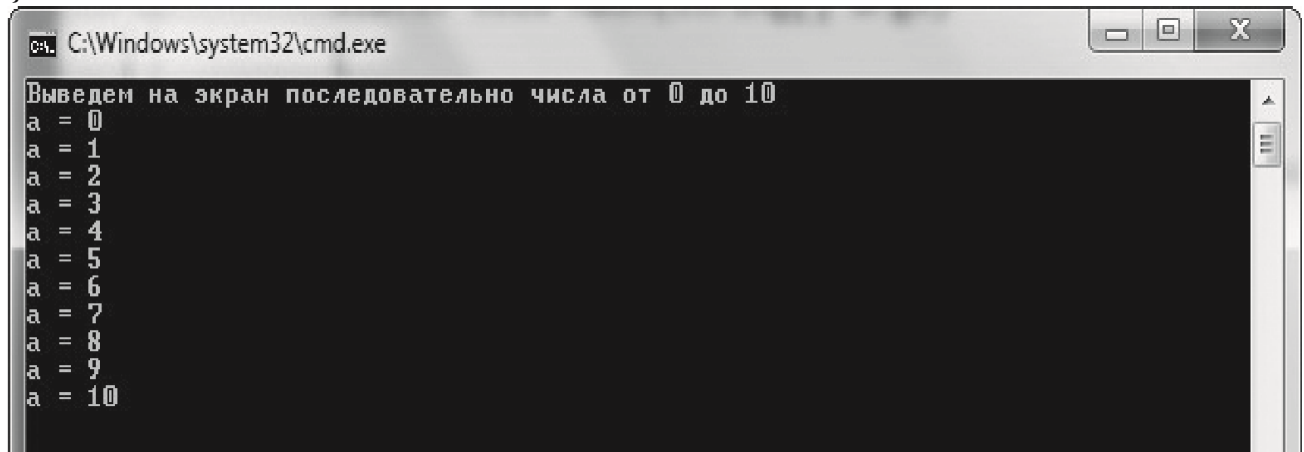 C:\Windows\system32\cmd.exe
Выведем на экран последовательно числа от 0 до 10
a = 0
a = 1
a = 2
a = 3
a = 4
a = 5
a = 6
a = 7
a = 8
a = 9
a = 10